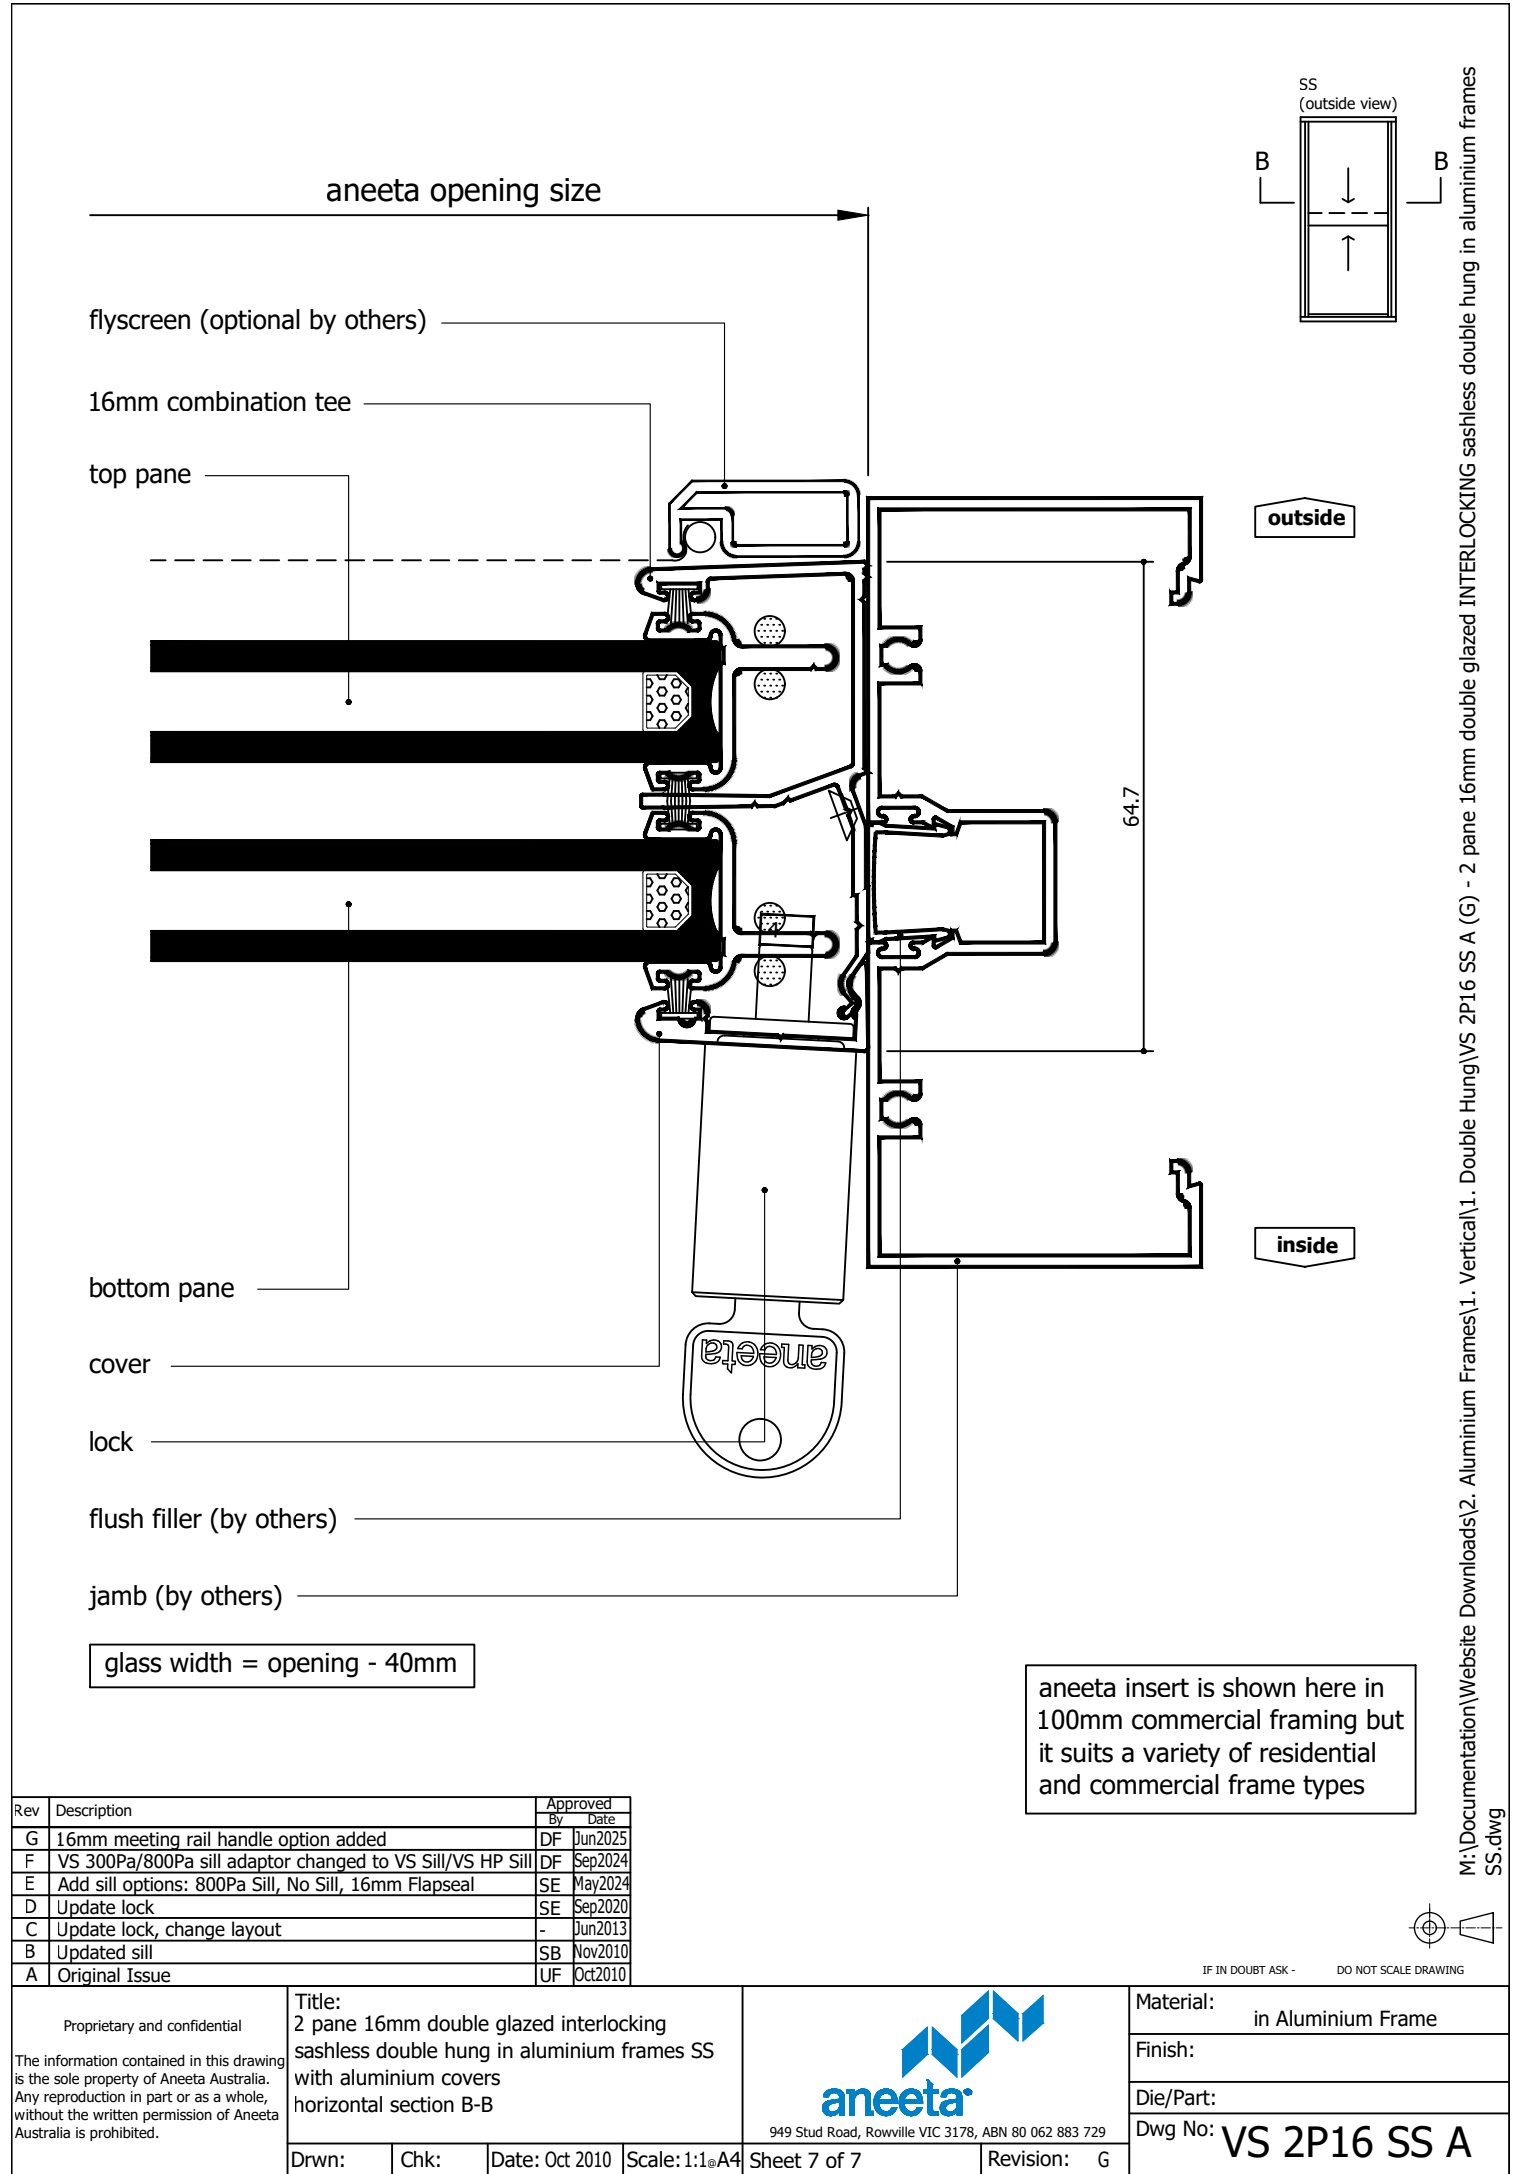 SS
(outside view)
B
B
aneeta opening size
flyscreen (optional by others)
16mm combination tee
top pane
outside
64.7
inside
bottom pane
aneeta
cover
lock
flush filler (by others)
jamb (by others)
glass width = opening - 40mm
aneeta insert is shown here in
100mm commercial framing but
it suits a variety of residential
and commercial frame types
M:\Documentation\Website Downloads\2. Aluminium Frames\1. Vertical\1. Double Hung\VS 2P16 SS A (G) - 2 pane 16mm double glazed INTERLOCKING sashless double hung in aluminium frames
SS.dwg
Rev Description Approved
By Date
G 16mm meeting rail handle option added DF Jun2025
F VS 300Pa/800Pa sill adaptor changed to VS Sill/VS HP Sill DF Sep2024
E Add sill options: 800Pa Sill, No Sill, 16mm Flapseal SE May2024
D Update lock SE Sep2020
C Update lock, change layout - Jun2013
B Updated sill SB Nov2010
A Original Issue UF Oct2010
IF IN DOUBT ASK - DO NOT SCALE DRAWING
Proprietary and confidential
The information contained in this drawing
is the sole property of Aneeta Australia.
Any reproduction in part or as a whole,
without the written permission of Aneeta
Australia is prohibited.
Title:
2 pane 16mm double glazed interlocking
sashless double hung in aluminium frames SS
with aluminium covers
horizontal section B-B
Drwn: Chk: Date: Oct 2010 Scale: 1:1@A4
aneeta
949 Stud Road, Rowville VIC 3178, ABN 80 062 883 729
Sheet 7 of 7 Revision: G
Material:
in Aluminium Frame
Finish:
Die/Part:
Dwg No: VS 2P16 SS A